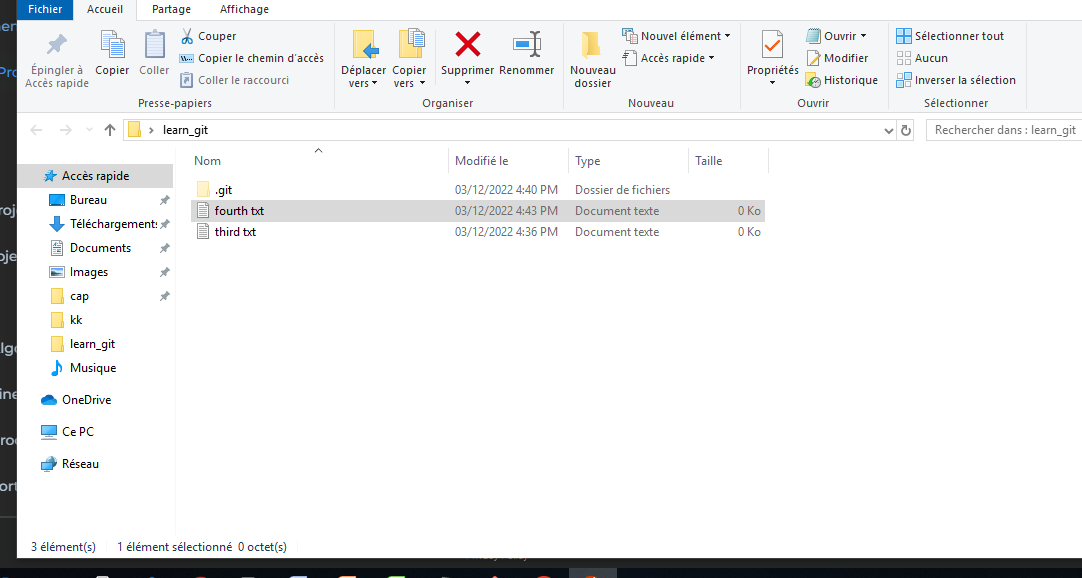 Fichier Accueil Partage Affichage
Épingler à Accès rapide
Copier
Coller
Couper
Copier le chemin d'accès
Coller le raccourci
Presse-papiers
Déplacer vers
Copier vers
Supprimer
Renommer
Organiser
Nouveau dossier
Nouvel élément
Accès rapide
Nouveau
Propriétés
Ouvrir
Modifier
Historique
Ouvrir
Sélectionner tout
Aucun
Inverser la sélection
Sélectionner
learn_git
Rechercher dans : learn_git
Nom Modifié le Type Taille
.git 03/12/2022 4:40 PM Dossier de fichiers
fourth txt 03/12/2022 4:43 PM Document texte 0 Ko
third txt 03/12/2022 4:36 PM Document texte 0 Ko
Accès rapide
Bureau
Téléchargements
Documents
Images
cap
kk
learn_git
Musique
OneDrive
Ce PC
Réseau
3 élément(s) 1 élément sélectionné 0 octet(s)